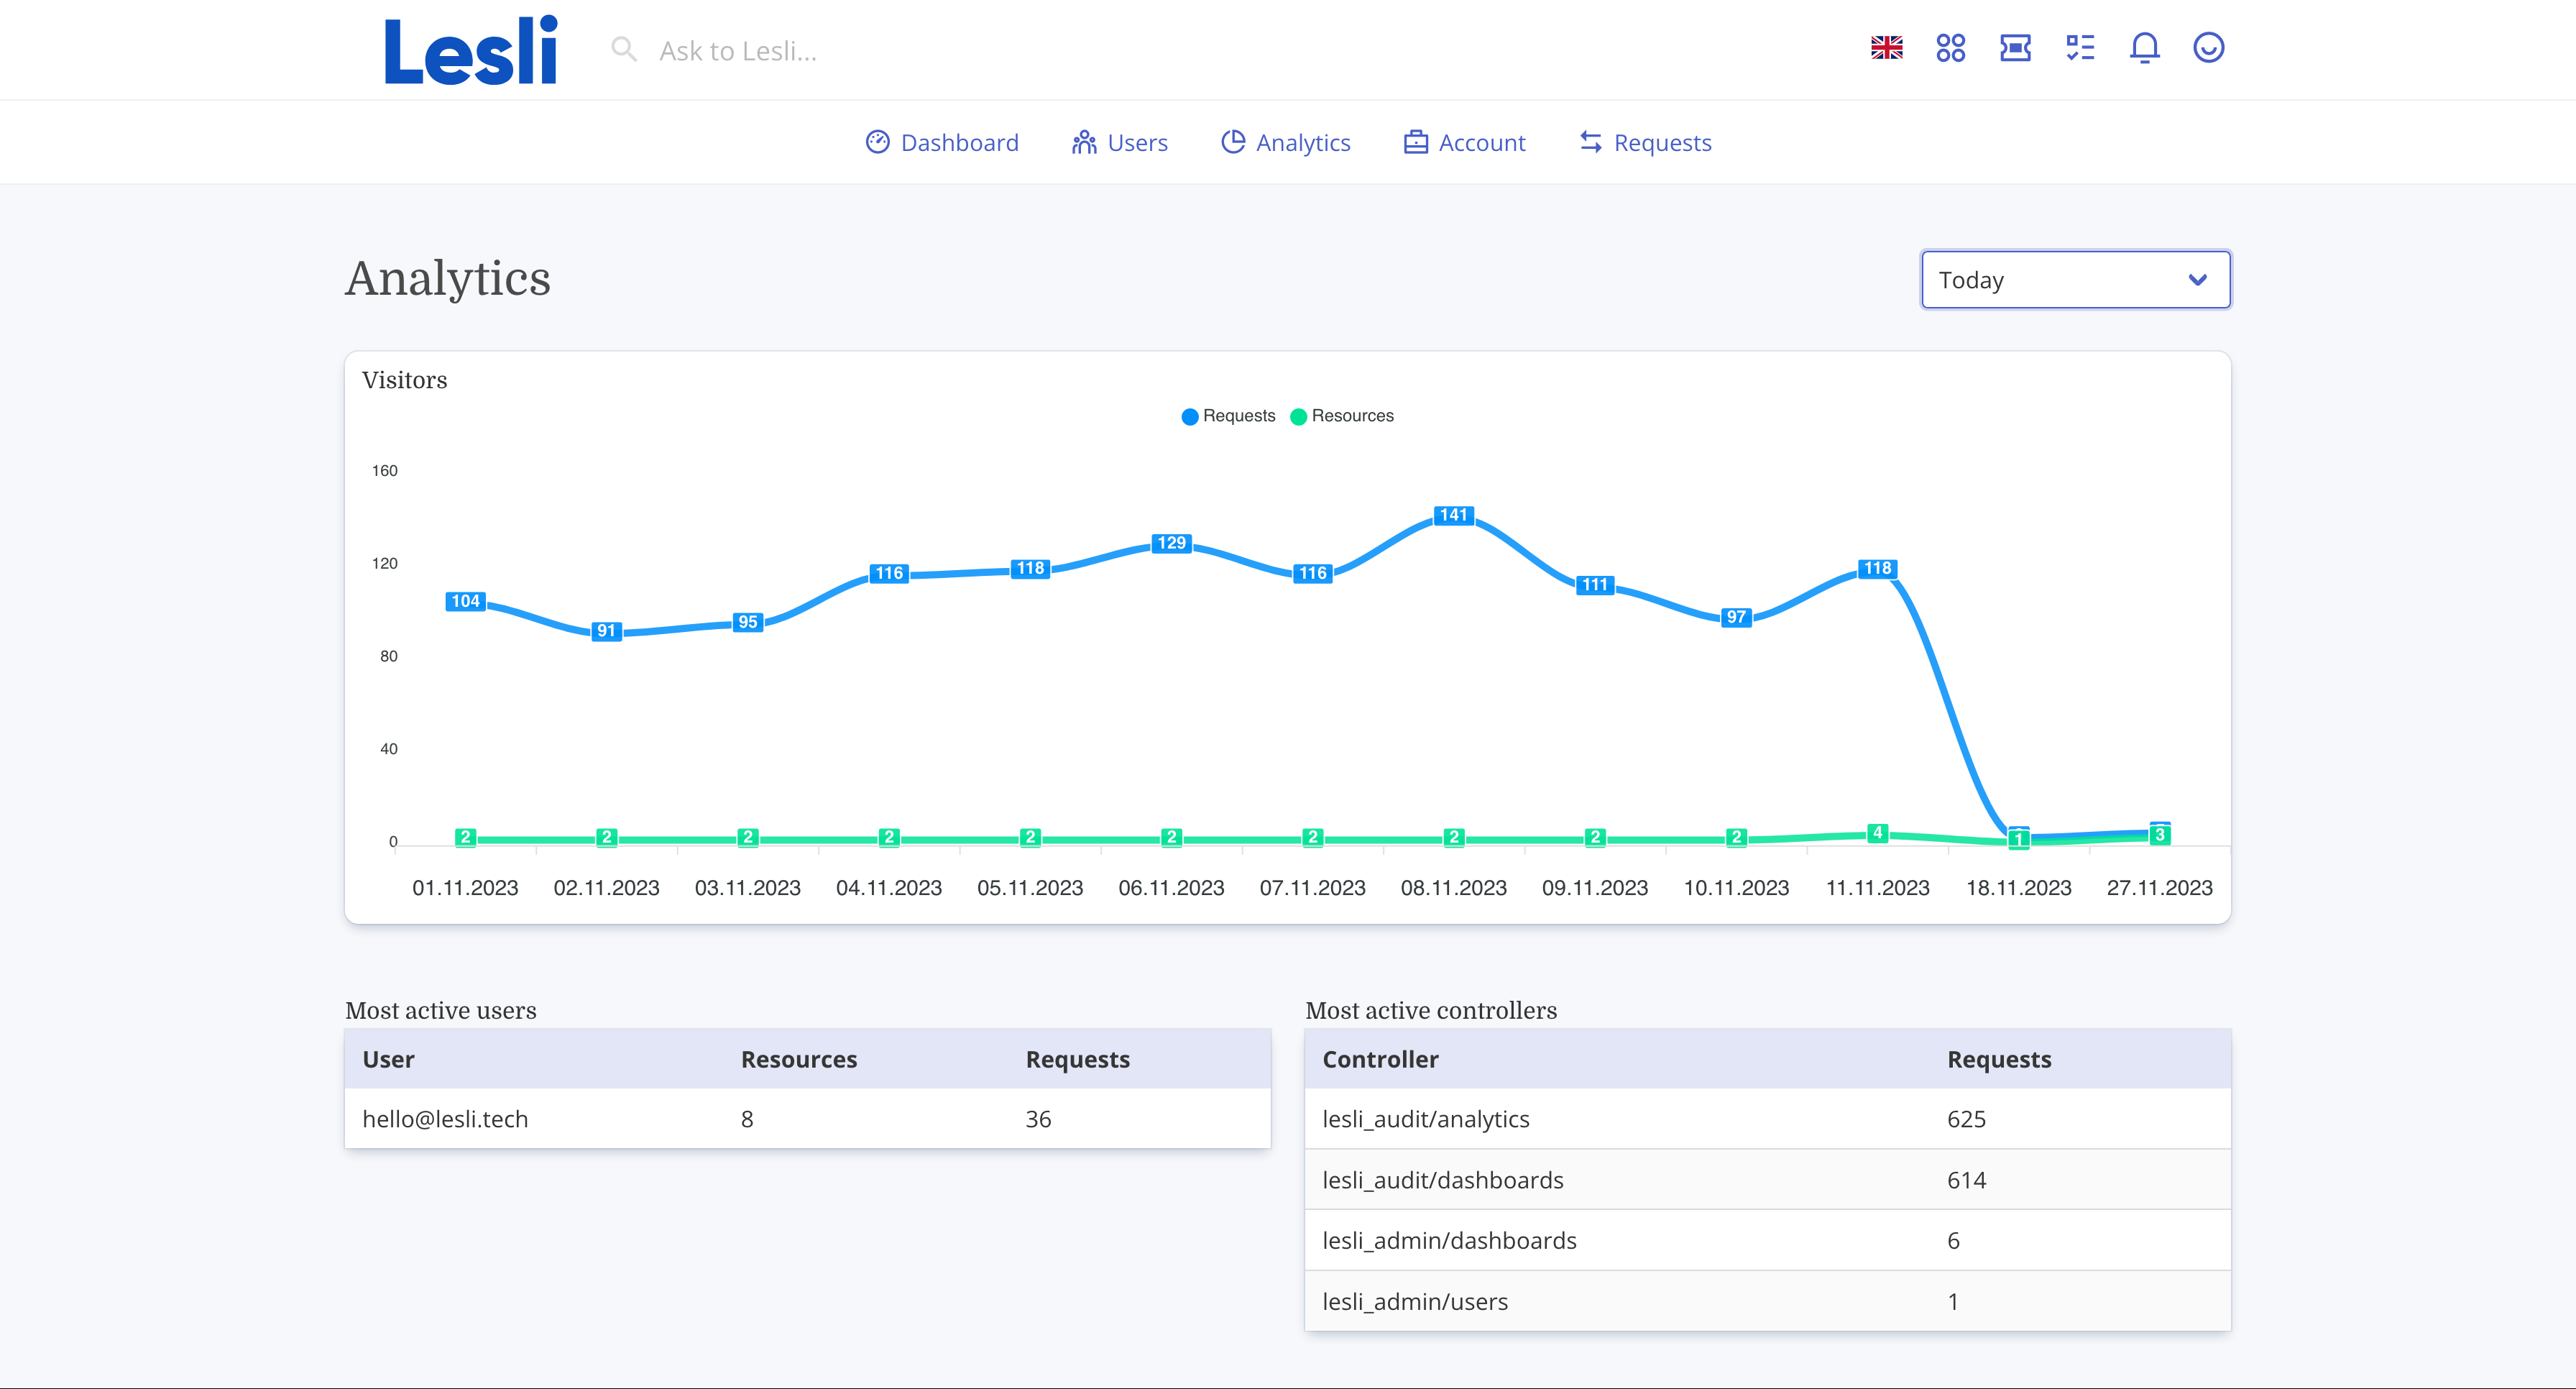 Lesli
Ask to Lesli...
Dashboard Users Analytics Account Requests
Analytics
Today
Visitors
Requests Resources
160
120
80
40
0
104 91 95 116 118 129 116 141 111 97 118
2 2 2 2 2 2 2 2 2 2 4 1 3
01.11.2023 02.11.2023 03.11.2023 04.11.2023 05.11.2023 06.11.2023 07.11.2023 08.11.2023 09.11.2023 10.11.2023 11.11.2023 18.11.2023 27.11.2023
Most active users
User Resources Requests
hello@lesli.tech 8 36
Most active controllers
Controller Requests
lesli_audit/analytics 625
lesli_audit/dashboards 614
lesli_admin/dashboards 6
lesli_admin/users 1